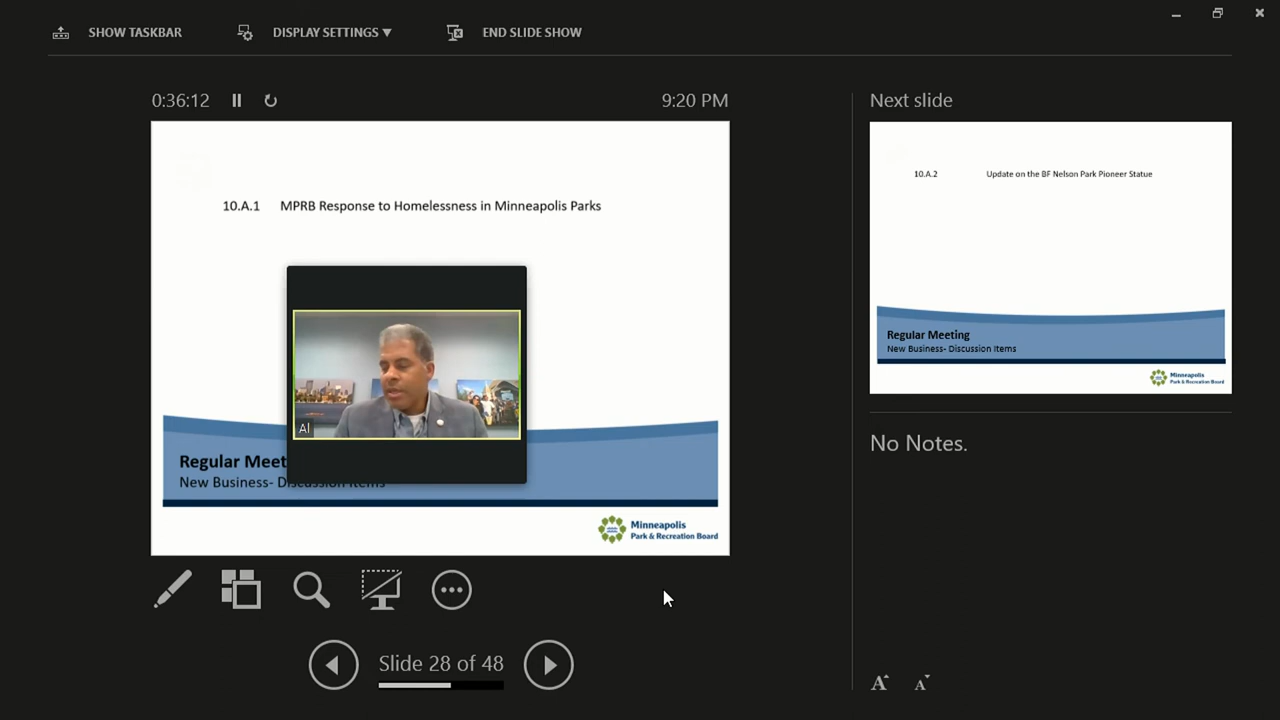 SHOW TASKBAR
DISPLAY SETTINGS ▼
END SLIDE SHOW
0:36:12
9:20 PM
10.A.1 MPRB Response to Homelessness in Minneapolis Parks
Al
Regular Meet
New Business- Discussion Items
Minneapolis
Park & Recreation Board
Slide 28 of 48
Next slide
10.A.2 Update on the BF Nelson Park Pioneer Statue
Regular Meeting
New Business- Discussion Items
Minneapolis
Park & Recreation Board
No Notes.
A A